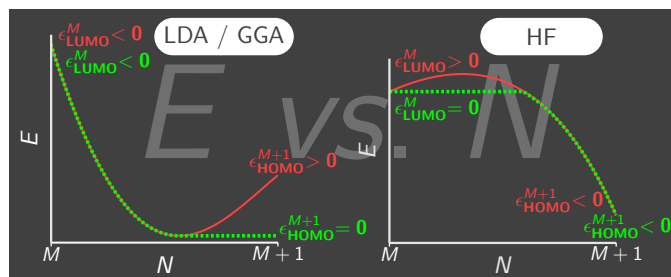 LDA / GGA
E vs. N
ϵ^M_LUMO < 0
ϵ^M_LUMO < 0
ϵ^{M+1}_HOMO > 0
ϵ^{M+1}_HOMO = 0
E
M
N
M + 1
HF
ϵ^M_LUMO > 0
ϵ^M_LUMO = 0
ϵ^{M+1}_HOMO < 0
ϵ^{M+1}_HOMO < 0
E
M
N
M + 1